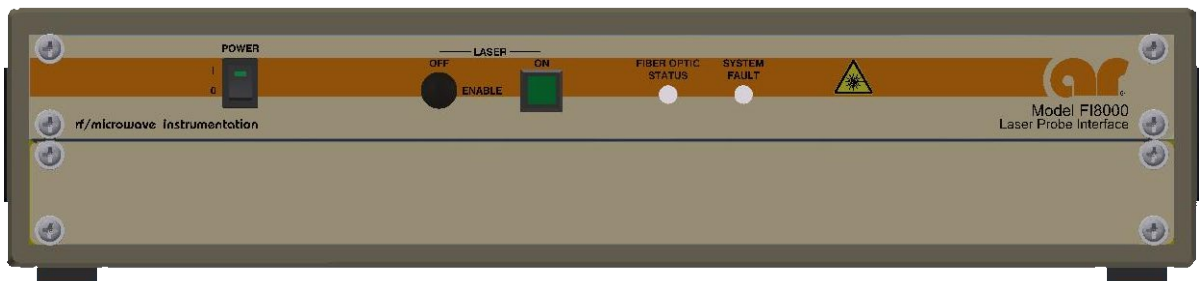 POWER
I
0
LASER
OFF
ENABLE
ON
FIBER OPTIC
STATUS
SYSTEM
FAULT
ar
rf/microwave instrumentation
Model FI8000
Laser Probe Interface